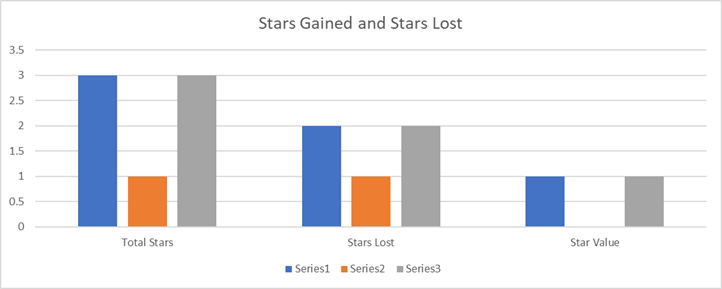 Stars Gained and Stars Lost
3.5
3
2.5
2
1.5
1
0.5
0
Total Stars
Stars Lost
Star Value
Series1 Series2 Series3